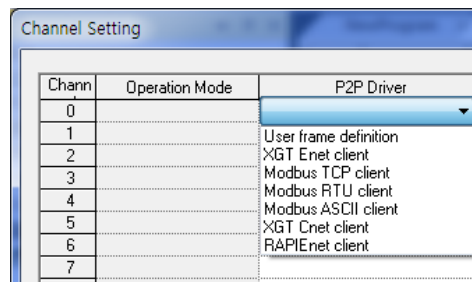 Channel Setting
Chann Operation Mode P2P Driver
0
1
2
3
4
5
6
7
User frame definition
XGT Enet client
Modbus TCP client
Modbus RTU client
Modbus ASCII client
XGT Cnet client
RAPIEnet client